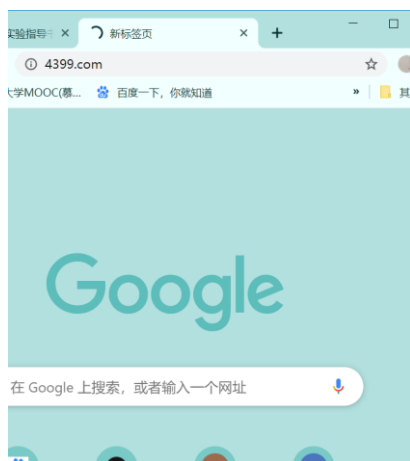 实验指导 新标签页
4399.com
大学MOOC(慕... 百度一下，你就知道 » 其
Google
在 Google 上搜索，或者输入一个网址